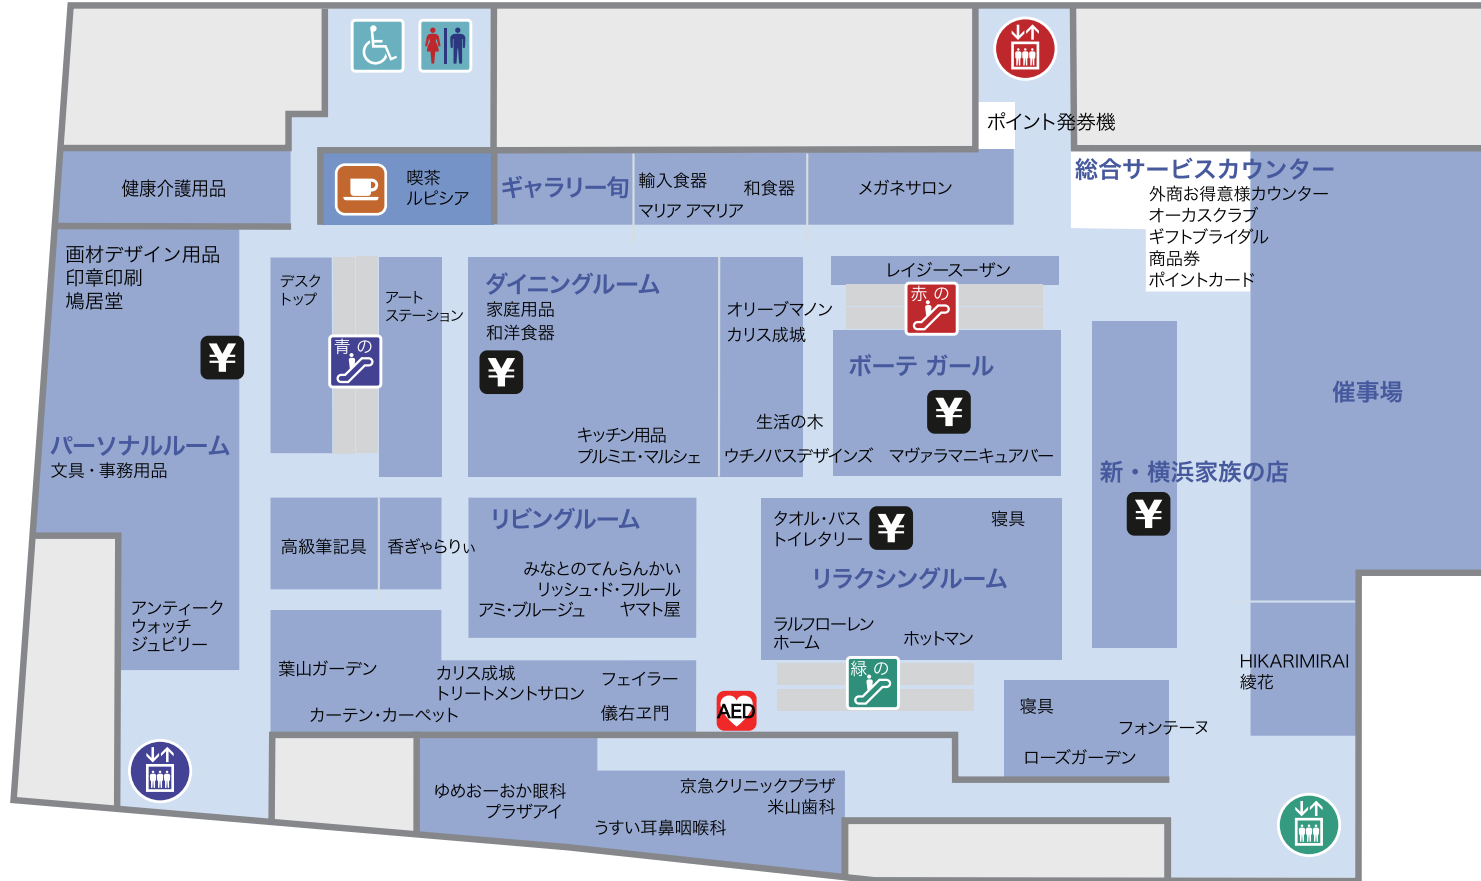 ポイント発券機
総合サービスカウンター
外商お得意様カウンター
オーカスクラブ
ギフトブライダル
商品券
ポイントカード
健康介護用品
喫茶
ルピシア
ギャラリー旬
輸入食器
和食器
マリア アマリア
メガネサロン
画材デザイン用品
印章印刷
鳩居堂
デスク
トップ
アート
ステーション
青の
¥
パーソナルルーム
文具・事務用品
ダイニングルーム
家庭用品
和洋食器
¥
キッチン用品
プルミエ・マルシェ
オリーブマノン
カリス成城
生活の木
ウチノバスデザインズ
レイジースーザン
赤の
ボーテ ガール
¥
マヴァラマニキュアバー
催事場
新・横浜家族の店
¥
高級筆記具
香ぎゃらりぃ
リビングルーム
みなとのてんらんかい
リッシュ・ド・フルール
アミ・ブルージュ
ヤマト屋
タオル・バス
トイレタリー
¥
寝具
リラクシングルーム
ラルフローレン
ホーム
ホットマン
緑の
アンティーク
ウォッチ
ジュビリー
葉山ガーデン
カーテン・カーペット
カリス成城
トリートメントサロン
フェイラー
儀右ヱ門
AED
HIKARIMIRAI
綾花
寝具
フォンテーヌ
ローズガーデン
ゆめおーおか眼科
プラザアイ
京急クリニックプラザ
米山歯科
うすい耳鼻咽喉科